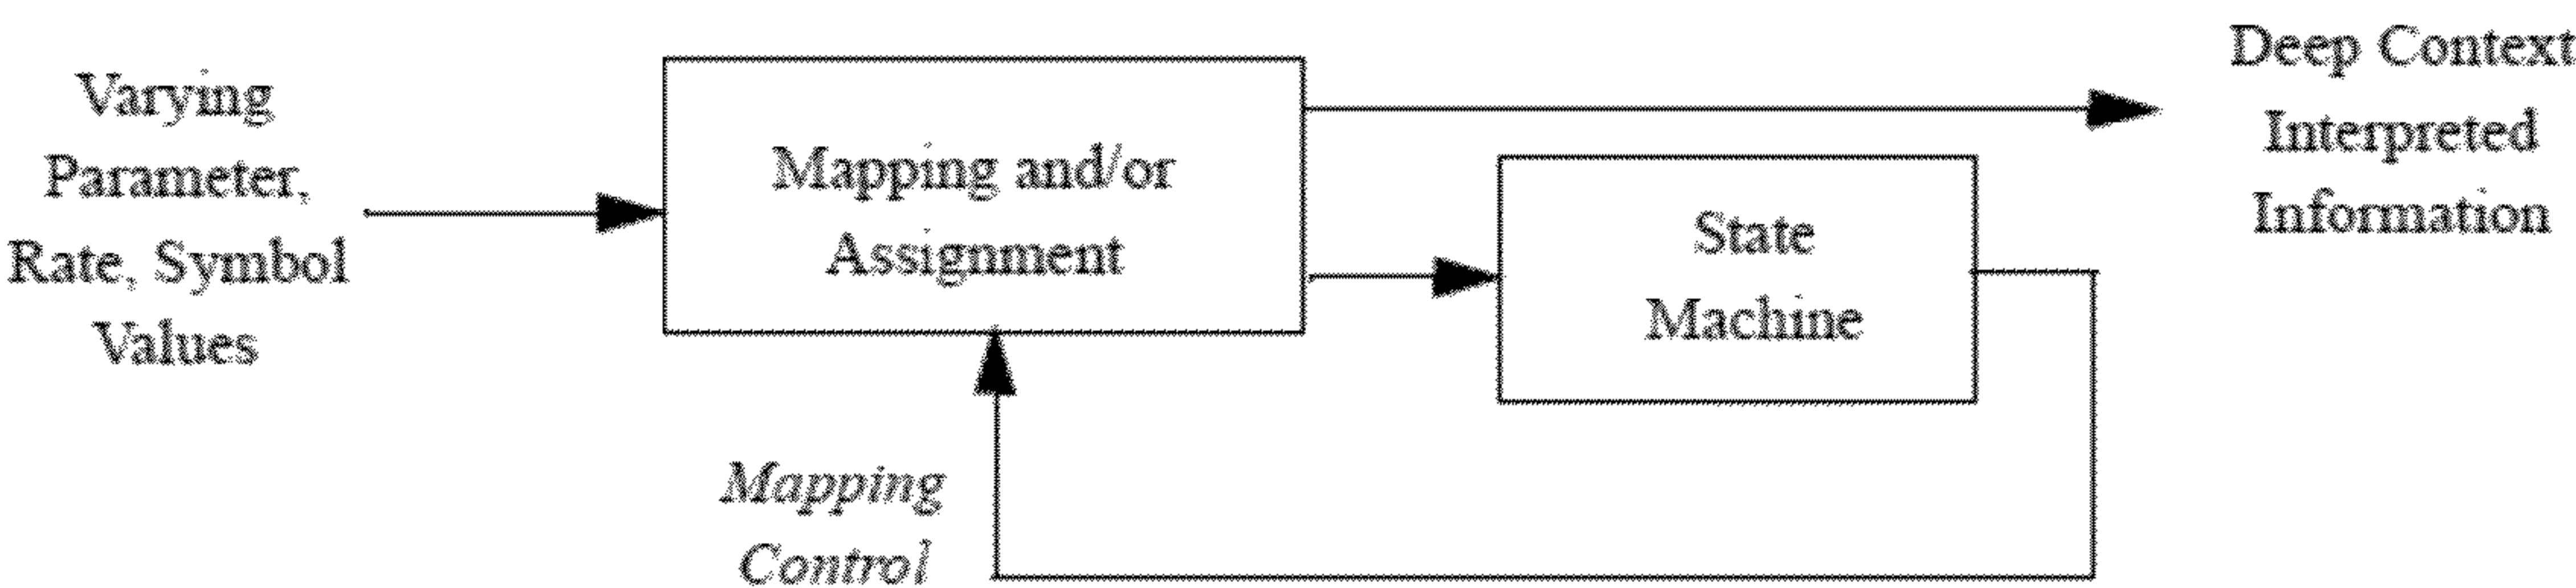 Varying
Parameter,
Rate, Symbol
Values
Mapping and/or
Assignment
State
Machine
Deep Context
Interpreted
Information
Mapping
Control